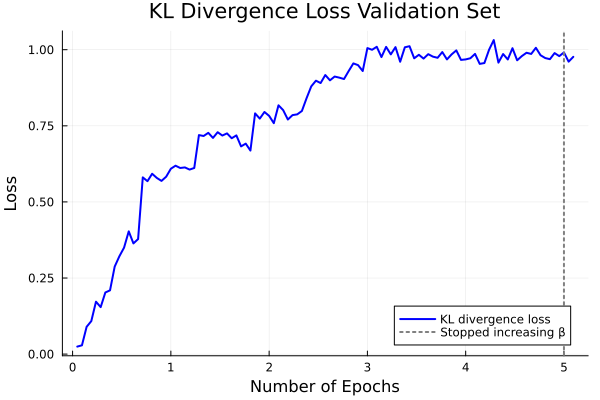 KL Divergence Loss Validation Set
1.00
0.75
0.50
0.25
0.00
Loss
KL divergence loss
Stopped increasing β
0 1 2 3 4 5
Number of Epochs